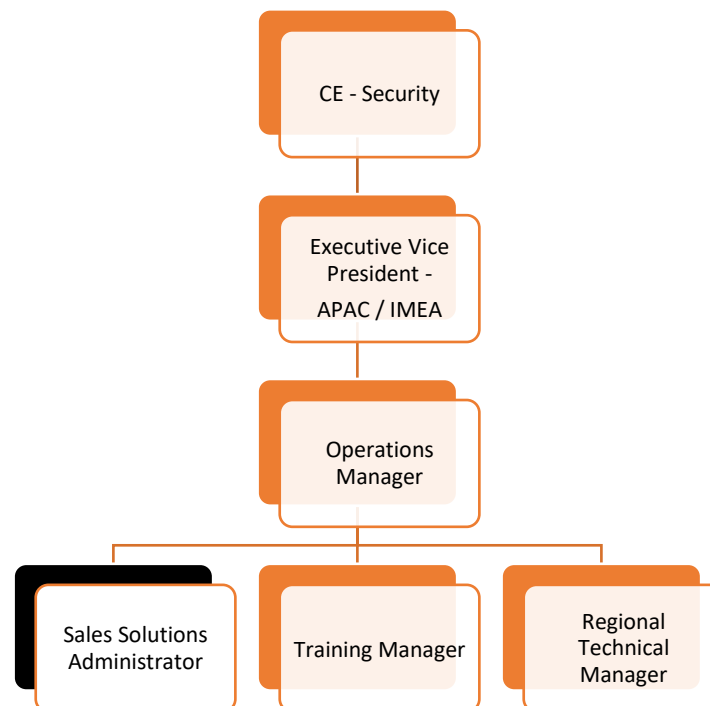 CE - Security
Executive Vice
President -
APAC / IMEA
Operations
Manager
Sales Solutions
Administrator
Training Manager
Regional
Technical
Manager